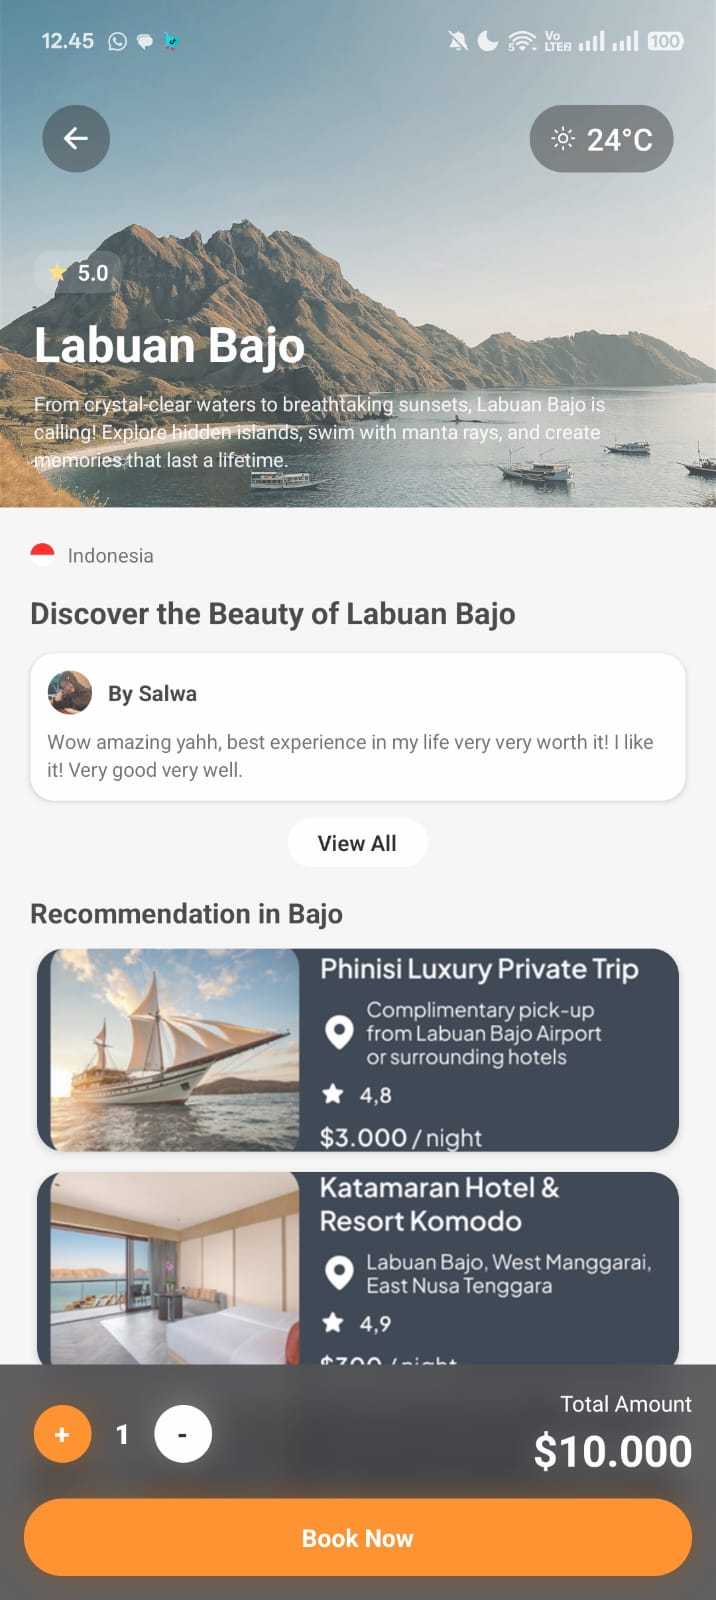 12.45
5
Vo
LTE2
100
24°C
5.0
Labuan Bajo
From crystal-clear waters to breathtaking sunsets, Labuan Bajo is
calling! Explore hidden islands, swim with manta rays, and create
memories that last a lifetime.
Indonesia
Discover the Beauty of Labuan Bajo
By Salwa
Wow amazing yahh, best experience in my life very very worth it! I like
it! Very good very well.
View All
Recommendation in Bajo
Phinisi Luxury Private Trip
Complimentary pick-up
from Labuan Bajo Airport
or surrounding hotels
4,8
$3.000 / night
Katamaran Hotel &
Resort Komodo
Labuan Bajo, West Manggarai,
East Nusa Tenggara
4,9
$700 / night
+ 1 -
Total Amount
$10.000
Book Now